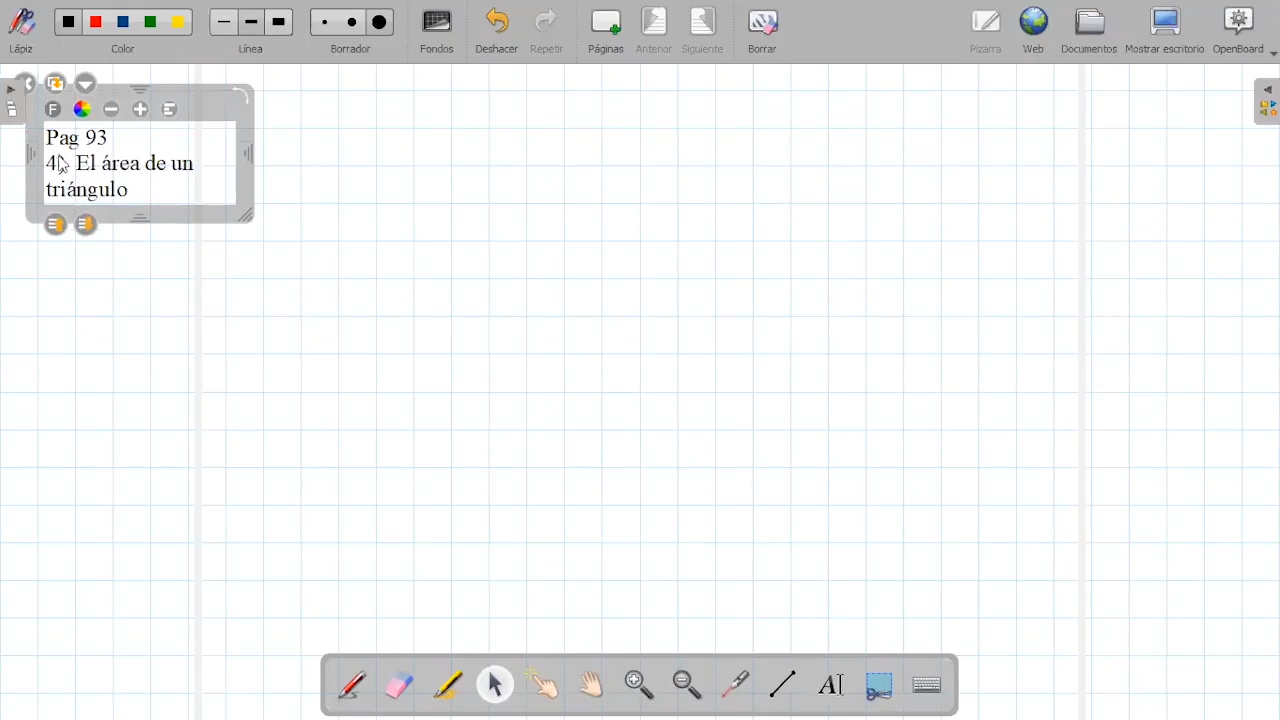 Lápiz
Color
Línea
Borrador
Fondos
Deshacer
Repetir
Páginas
Anterior
Siguiente
Borrar
Pizarra
Web
Documentos
Mostrar escritorio
OpenBoard
F
Pag 93
El área de un
triángulo
AI